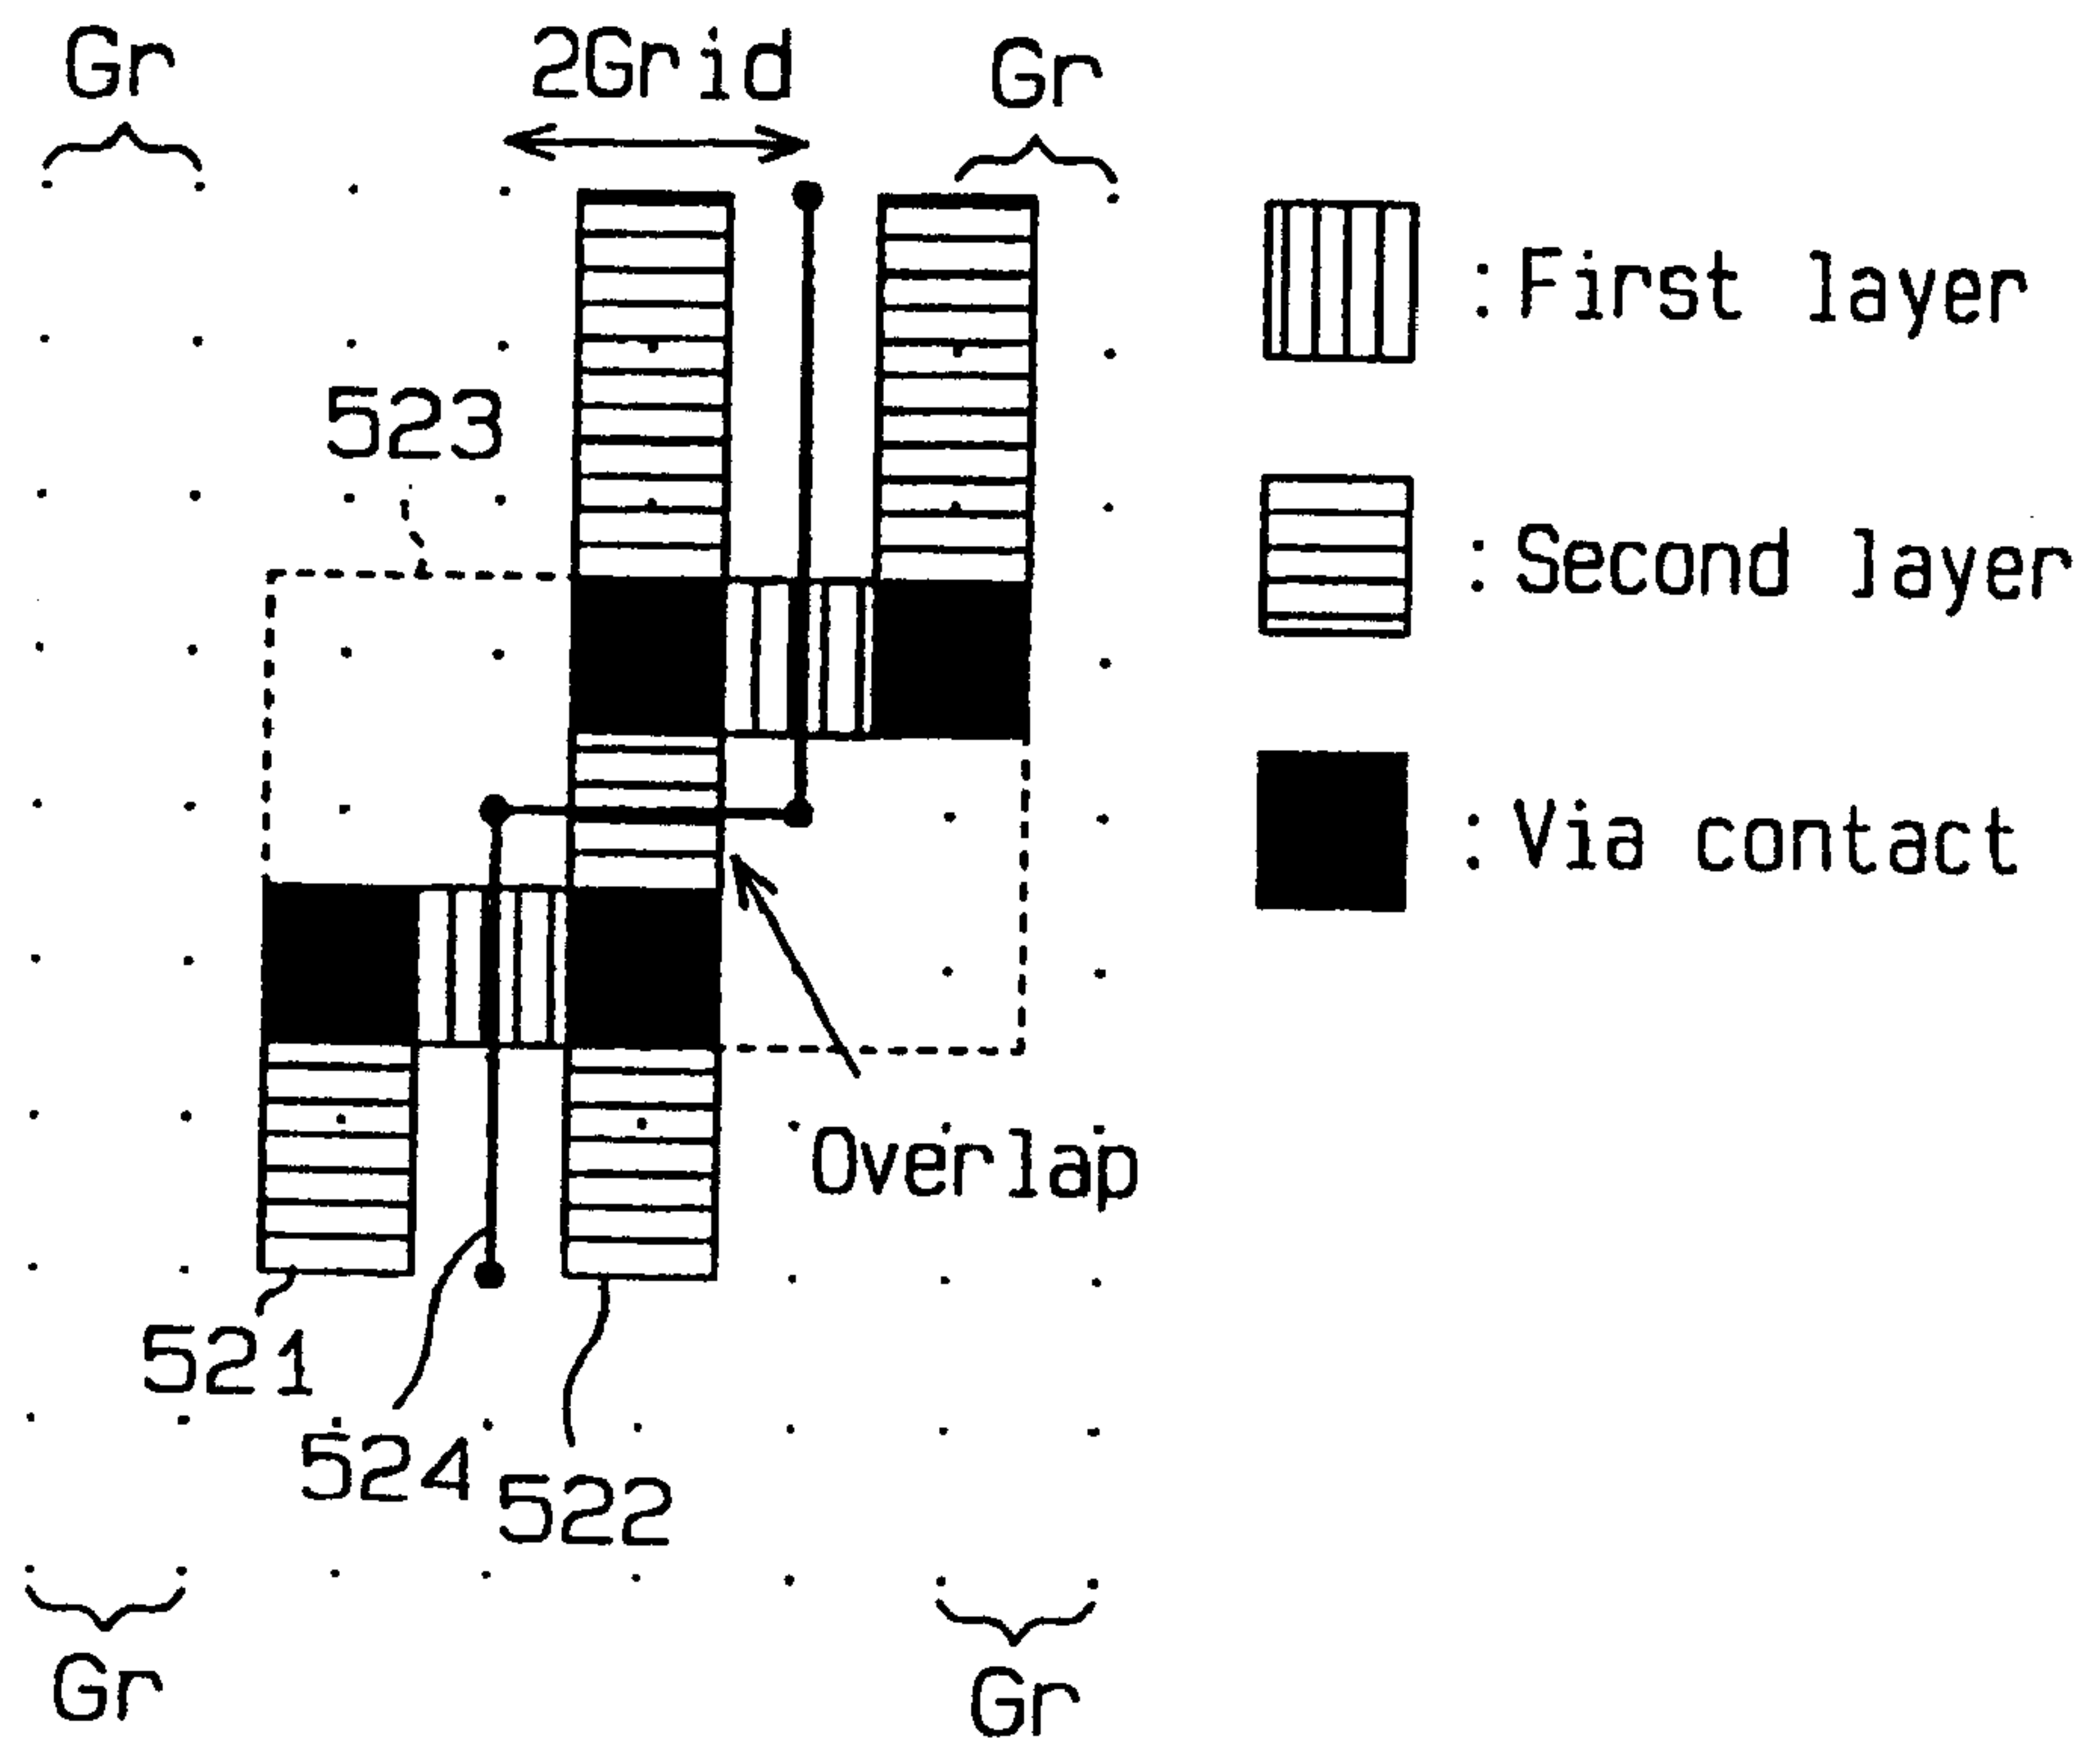 Gr
2Grid
Gr
:First layer
523
:Second layer
:Via contact
Overlap
521
524
522
Gr
Gr